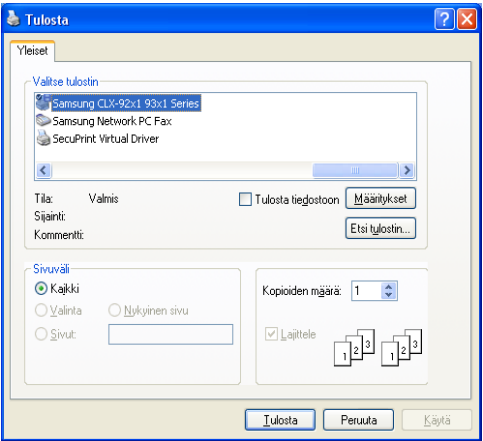 Tulosta
Yleiset
Valitse tulostin
Samsung CLX-92x1 93x1 Series
Samsung Network PC Fax
SecuPrint Virtual Driver
Tila: Valmis
Tulosta tiedostoon
Määritykset
Sijainti:
Kommentti:
Etsi tulostin...
Sivuväli
Kaikki
Valinta
Nykyinen sivu
Sivut:
Kopioiden määrä: 1
Lajittele
1 2 3 1 2 3
Tulosta
Peruuta
Käytä